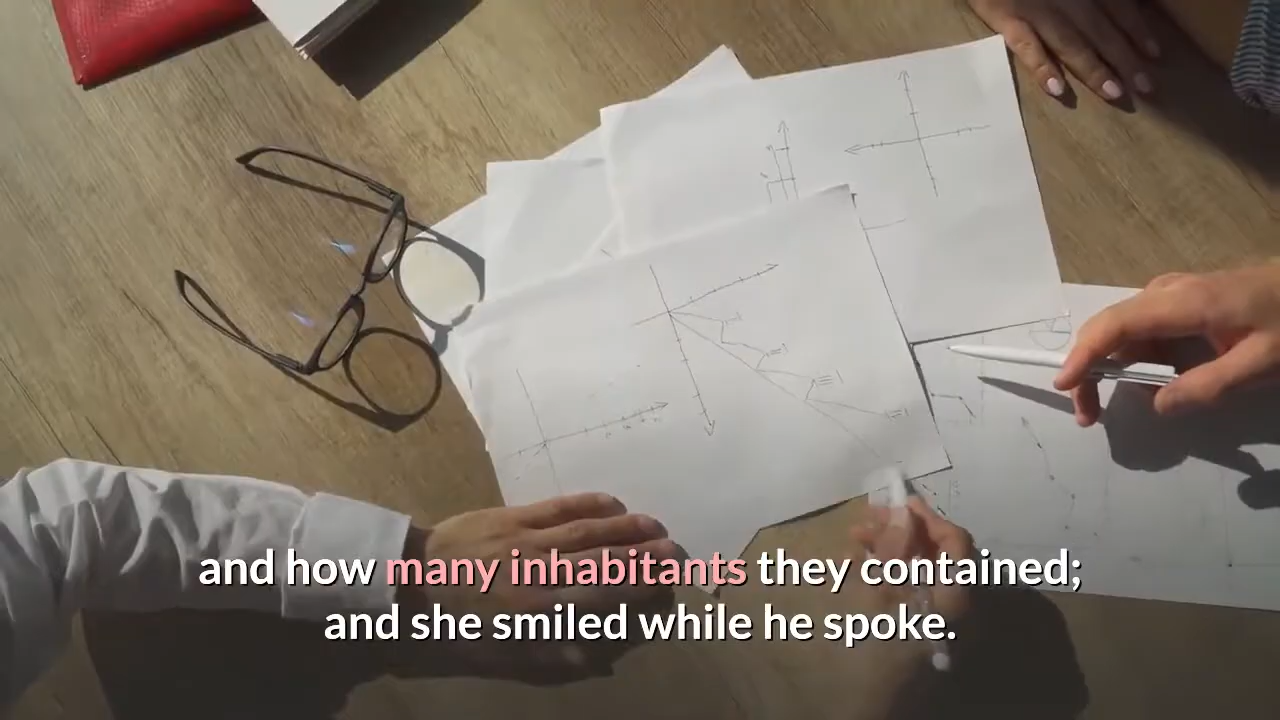 and how many inhabitants they contained;
and she smiled while he spoke.